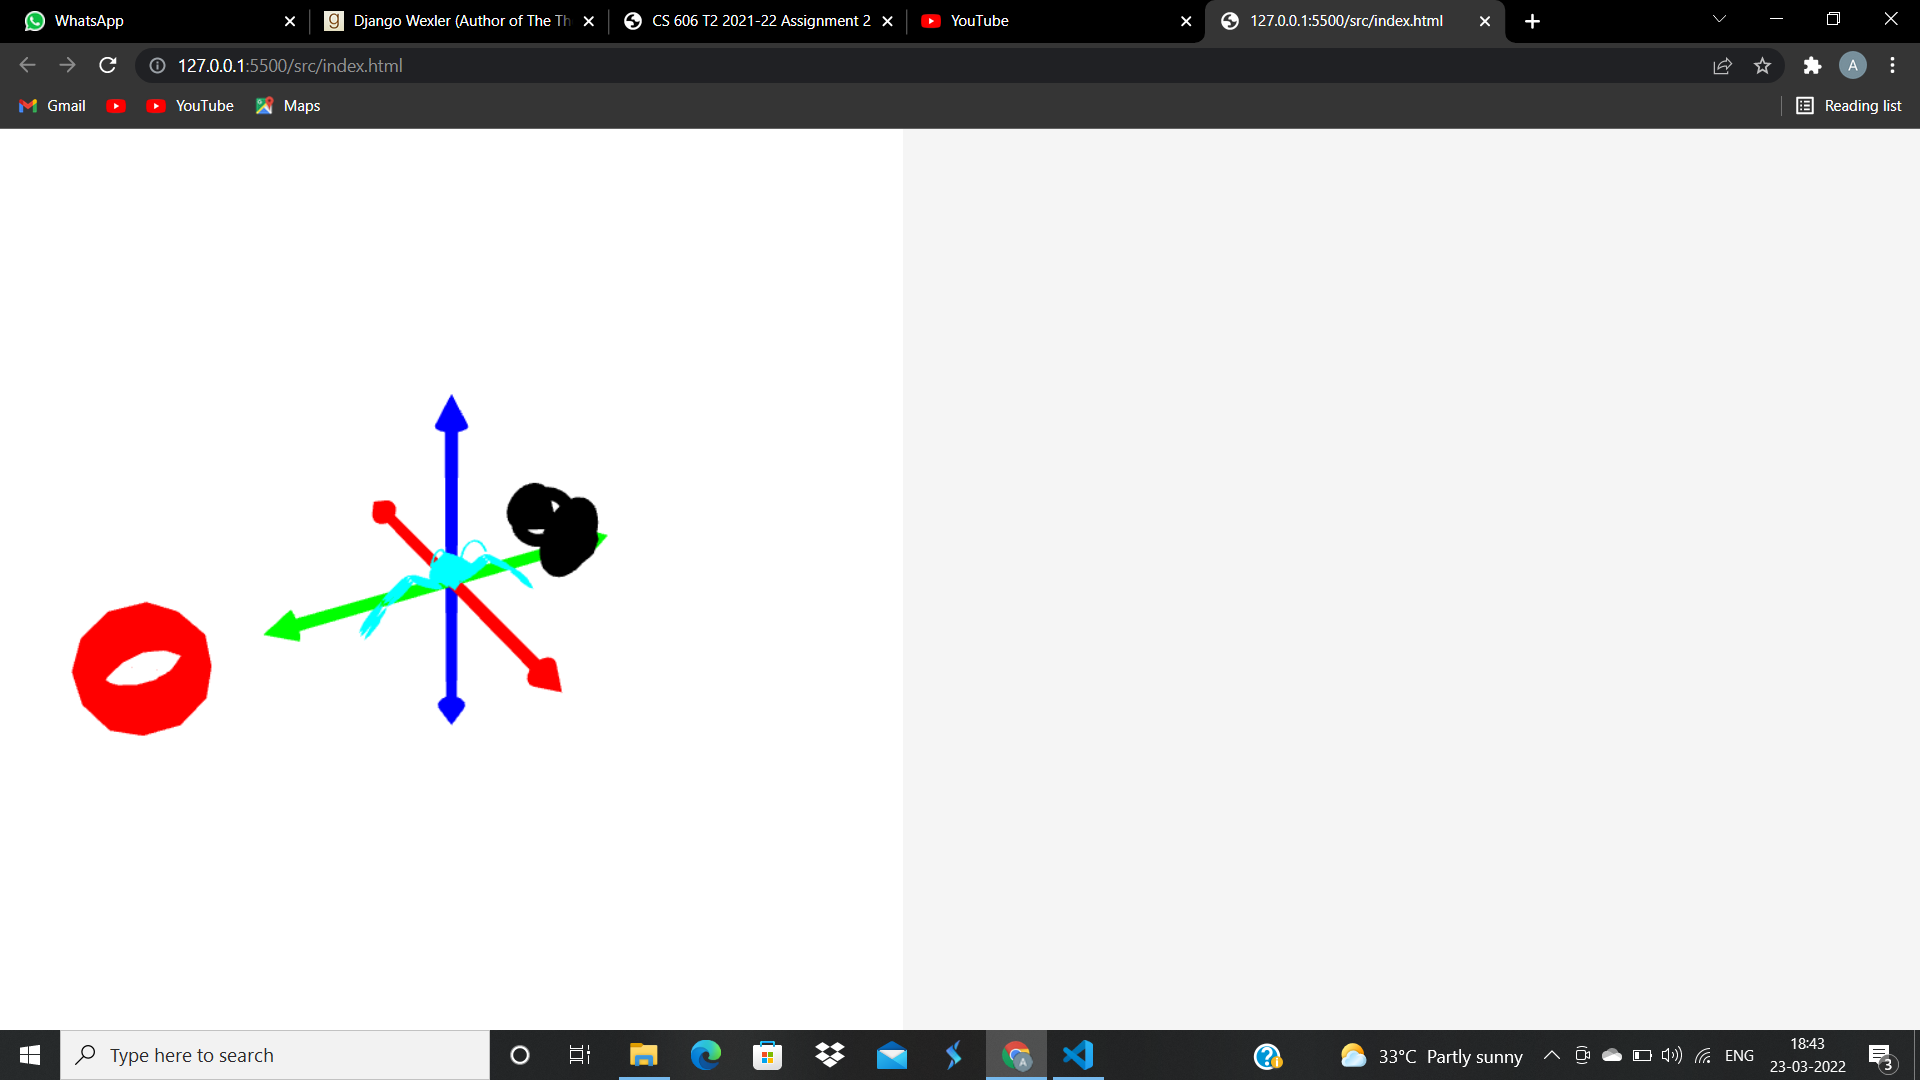 WhatsApp
Django Wexler (Author of The Th
CS 606 T2 2021-22 Assignment 2
YouTube
127.0.0.1:5500/src/index.html
127.0.0.1:5500/src/index.html
A
Gmail
YouTube
Maps
Reading list
Type here to search
A
33°C Partly sunny
ENG
18:43
23-03-2022
3